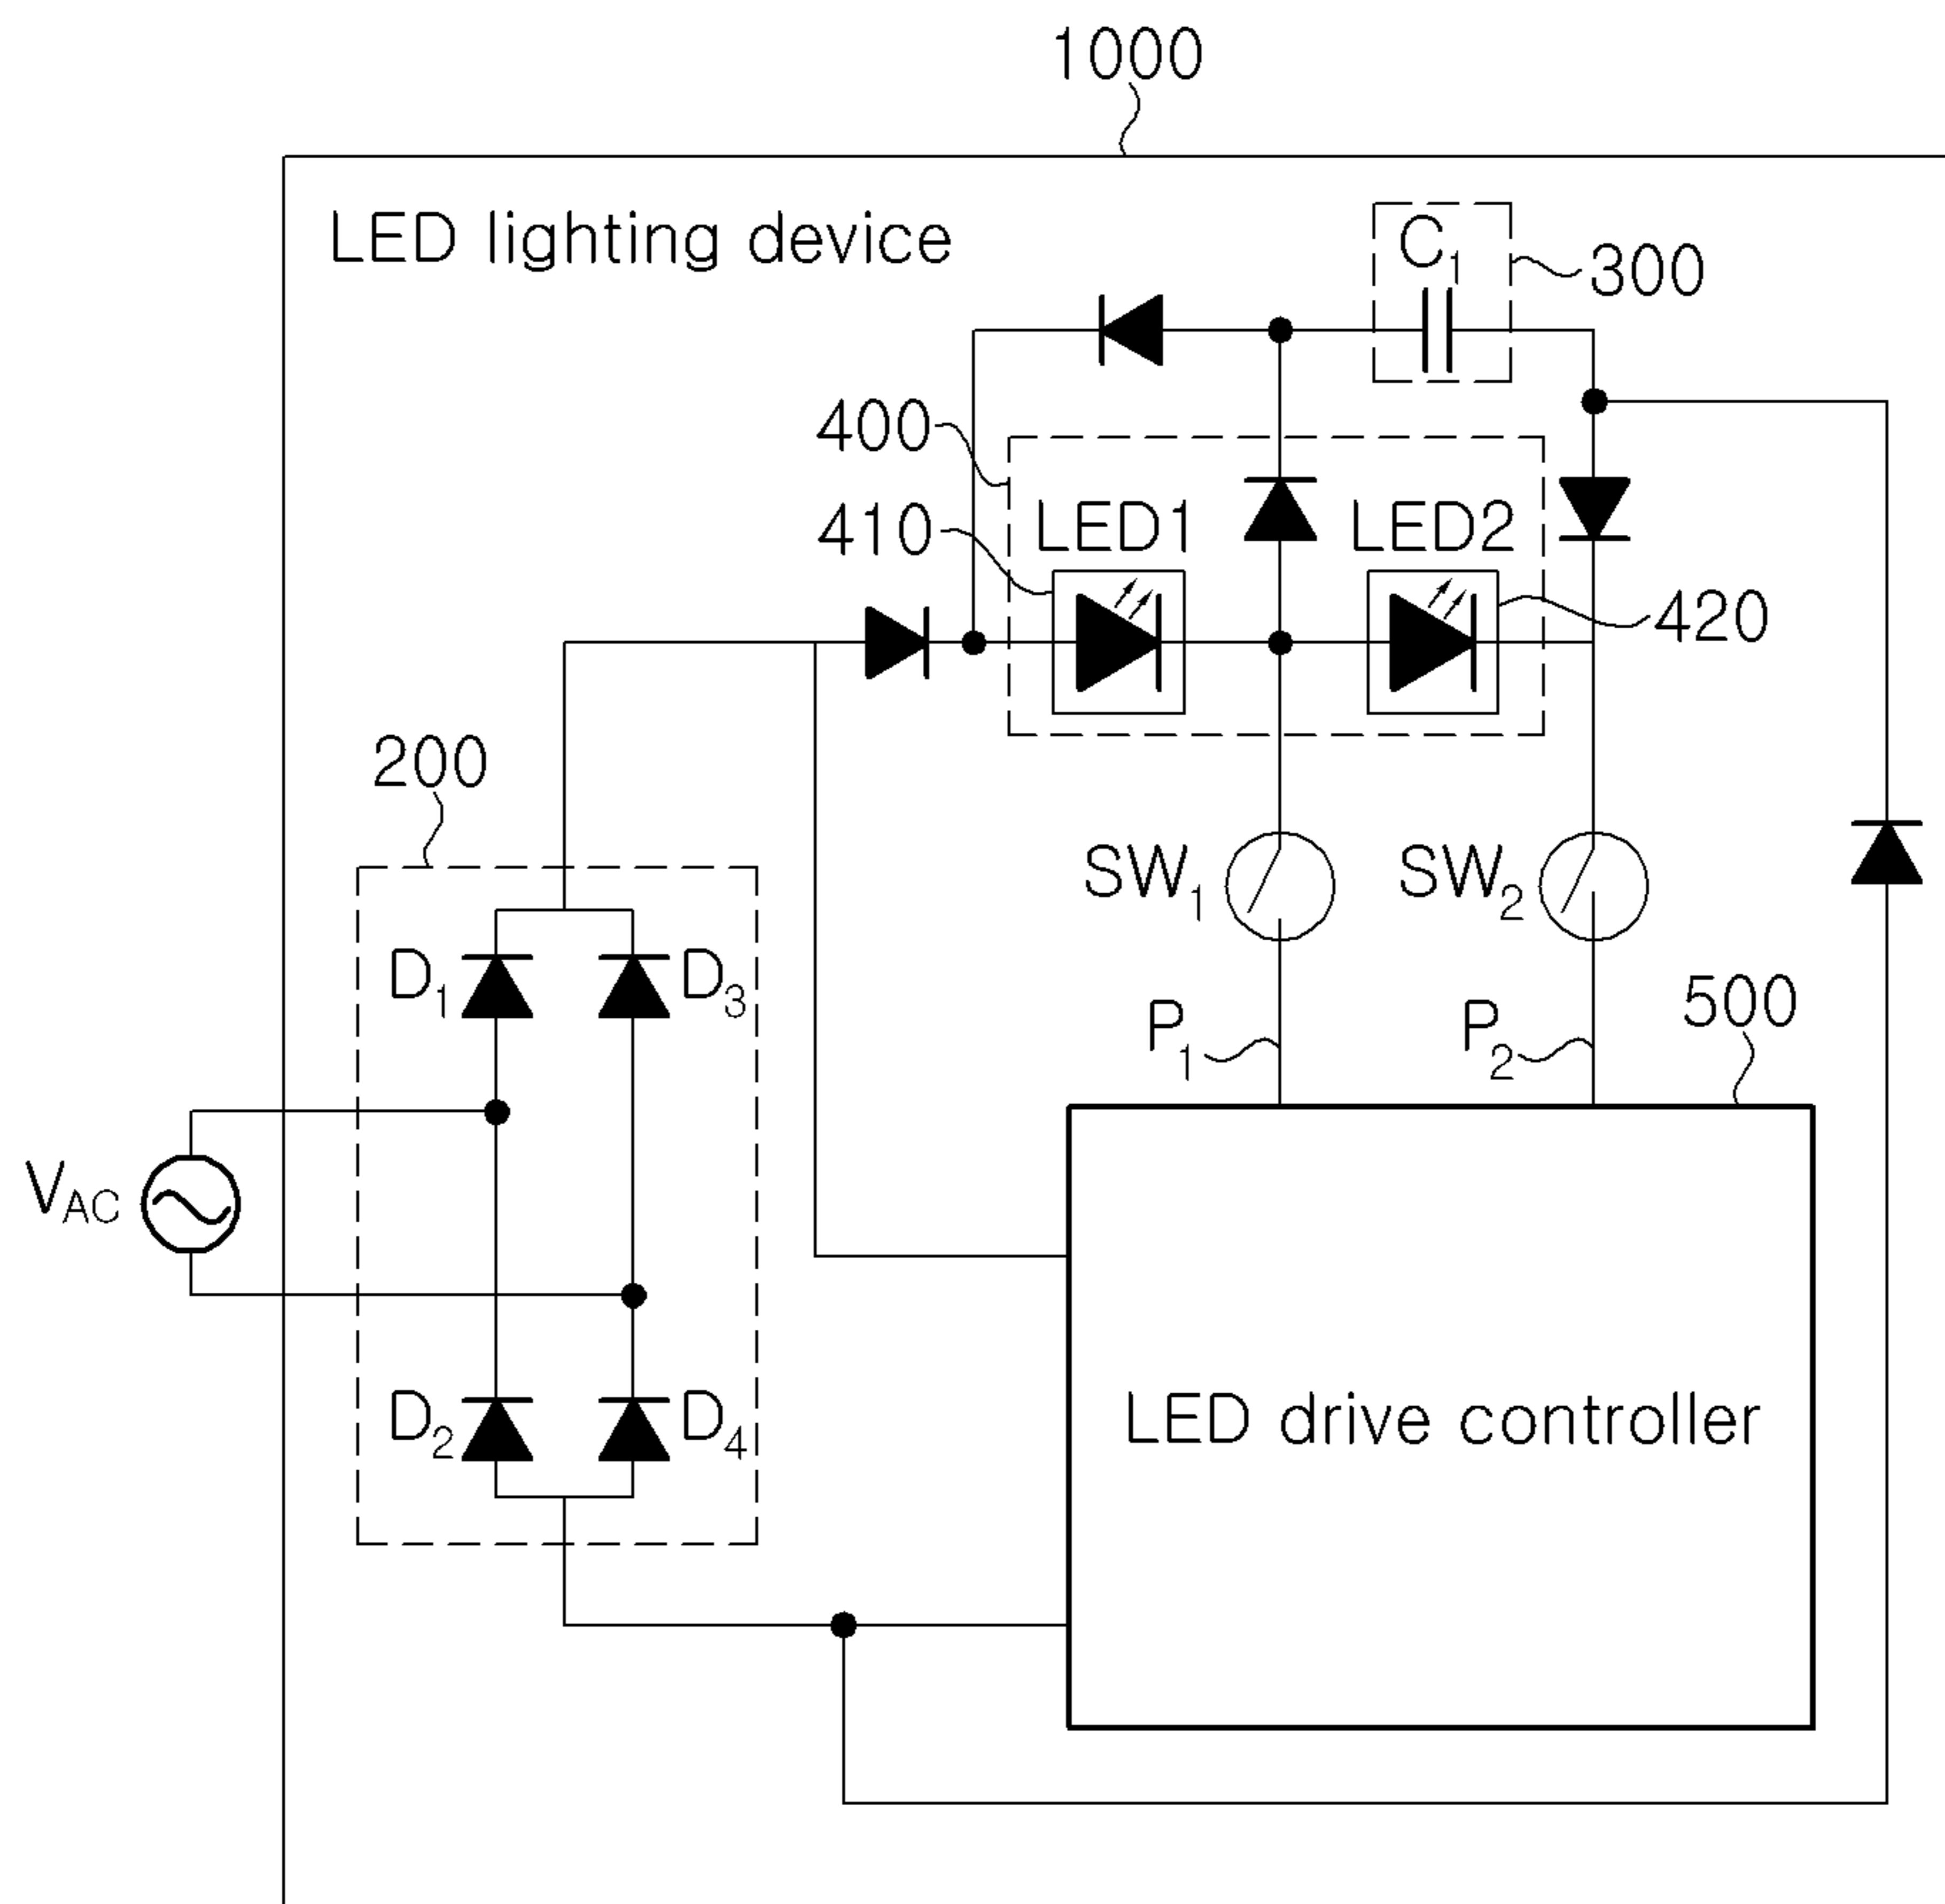 1000
LED lighting device
C1
300
400
410
LED1
LED2
420
200
SW1
SW2
D1
D3
P1
P2
500
VAC
D2
D4
LED drive controller